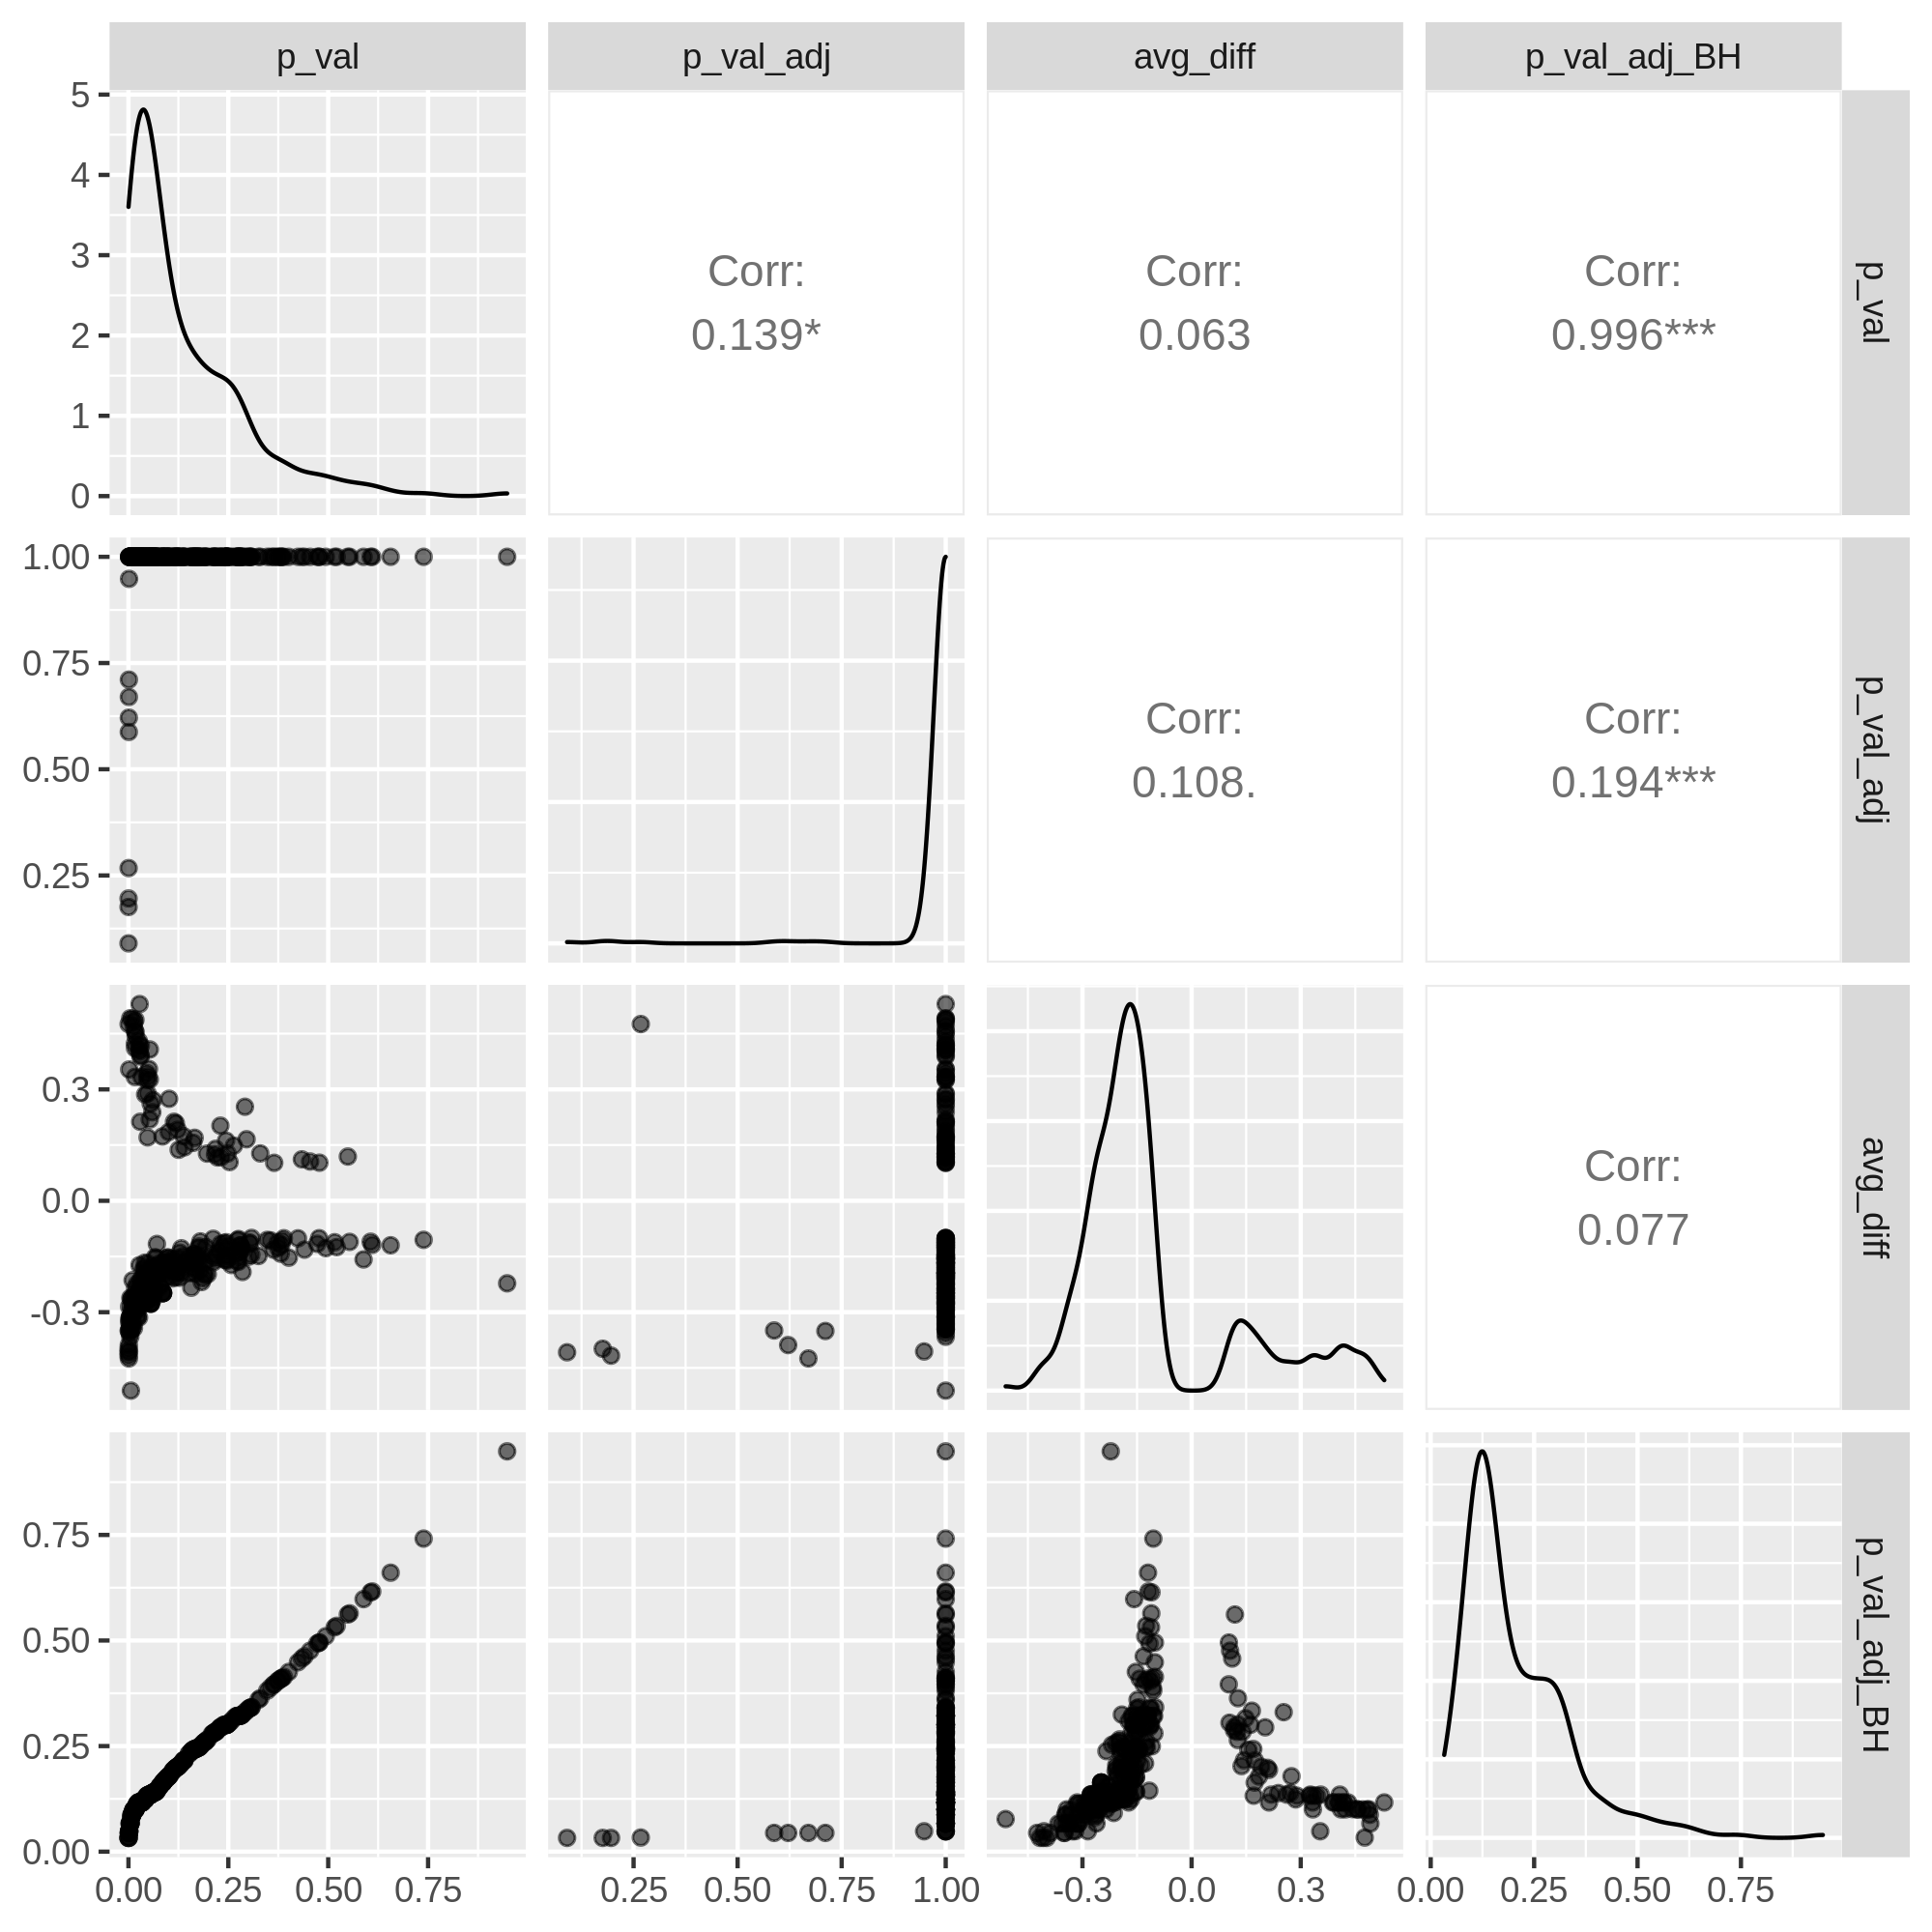 p_val
p_val_adj
avg_diff
p_val_adj_BH
5
4
3
2
1
0
Corr:
0.139*
Corr:
0.063
Corr:
0.996***
p_val
1.00
0.75
0.50
0.25
Corr:
0.108.
Corr:
0.194***
p_val_adj
0.3
0.0
-0.3
Corr:
0.077
avg_diff
0.75
0.50
0.25
0.00
p_val_adj_BH
0.00 0.25 0.50 0.75
0.25 0.50 0.75 1.00
-0.3 0.0 0.3
0.00 0.25 0.50 0.75